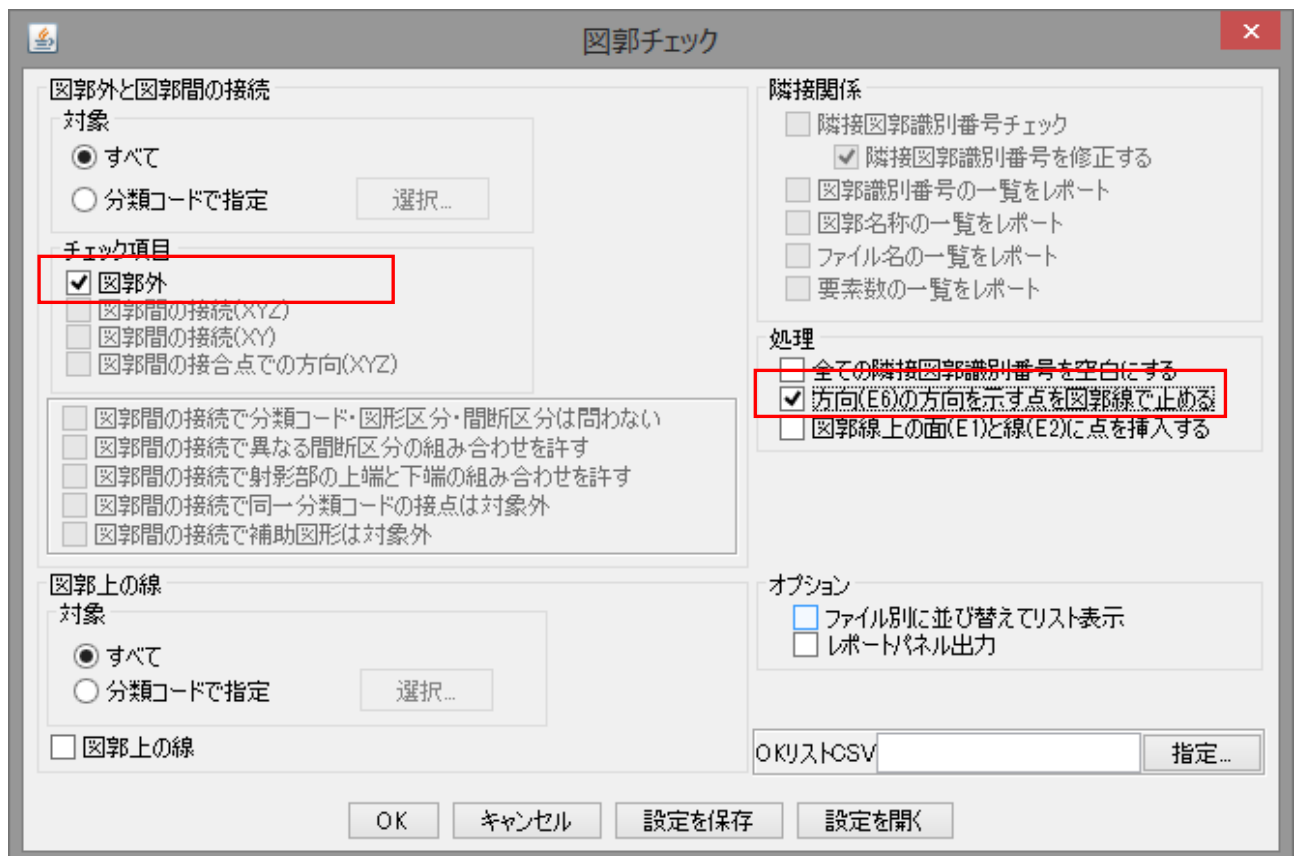 図郭チェック
図郭外と図郭間の接続
対象
すべて
分類コードで指定
選択...
チェック項目
図郭外
図郭間の接続(XYZ)
図郭間の接続(XY)
図郭間の接合点での方向(XYZ)
図郭間の接続で分類コード・図形区分・間断区分は問わない
図郭間の接続で異なる間断区分の組み合わせを許す
図郭間の接続で射影部の上端と下端の組み合わせを許す
図郭間の接続で同一分類コードの接点は対象外
図郭間の接続で補助図形は対象外
図郭上の線
対象
すべて
分類コードで指定
選択...
図郭上の線
隣接関係
隣接図郭識別番号チェック
隣接図郭識別番号を修正する
図郭識別番号の一覧をレポート
図郭名称の一覧をレポート
ファイル名の一覧をレポート
要素数の一覧をレポート
処理
全ての隣接図郭識別番号を空白にする
方向(E6)の方向を示す点を図郭線で止める
図郭線上の面(E1)と線(E2)に点を挿入する
オプション
ファイル別に並び替えてリスト表示
レポートパネル出力
OKリストCSV
指定...
OK
キャンセル
設定を保存
設定を開く